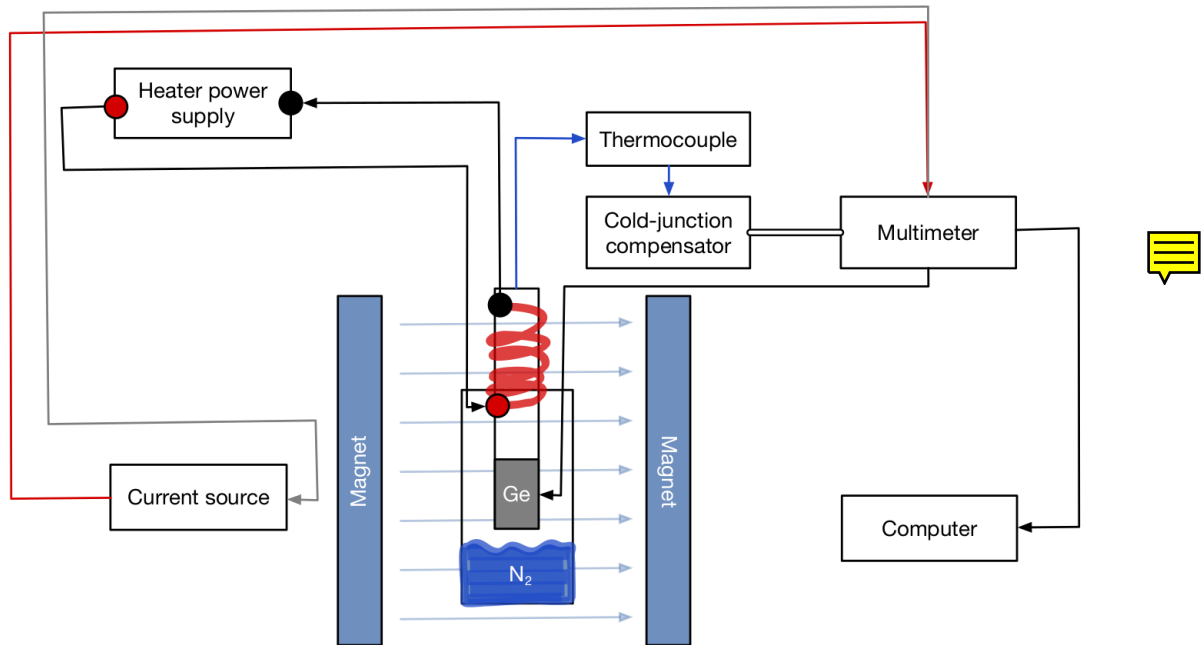 Heater power
supply
Thermocouple
Cold-junction
compensator
Multimeter
Magnet
Magnet
Ge
Current source
Computer
N₂